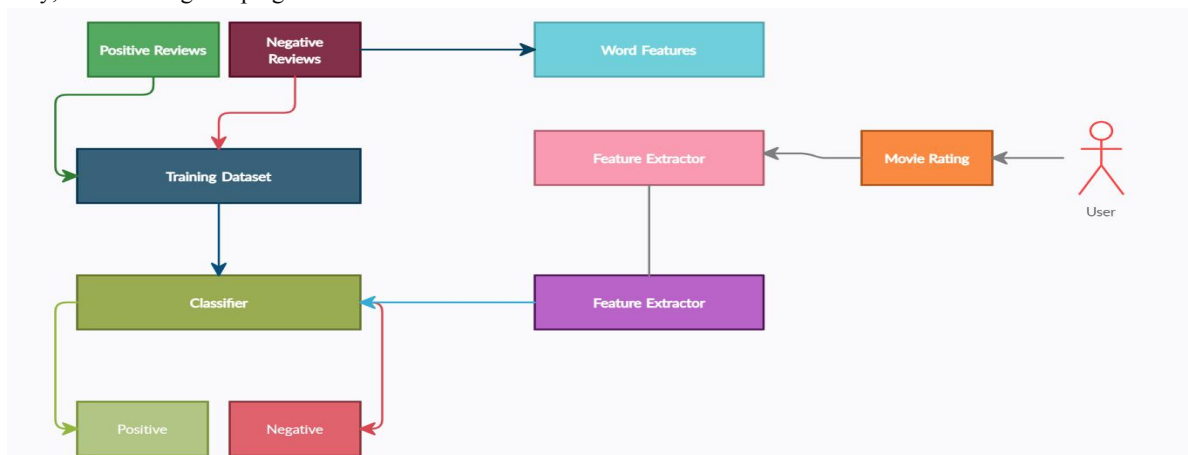 Positive Reviews
Negative
Reviews
Word Features
Feature Extractor
Movie Rating
User
Training Dataset
Classifier
Feature Extractor
Positive
Negative